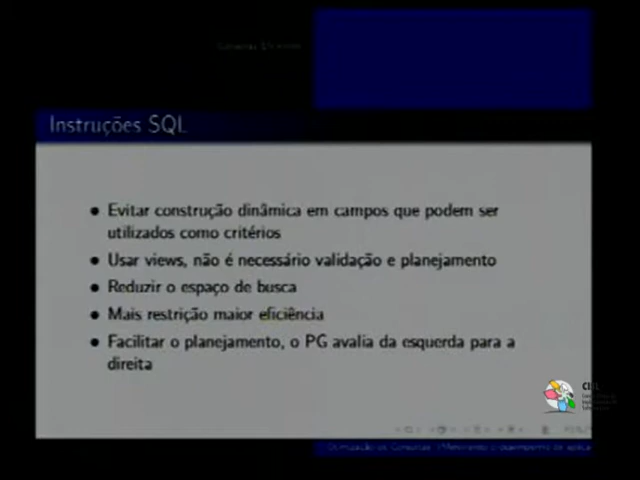 Instruções SQL
• Evitar construção dinâmica em campos que podem ser
utilizados como critérios
• Usar views, não é necessário validação e planejamento
• Reduzir o espaço de busca
• Mais restrição maior eficiência
• Facilitar o planejamento, o PG avalia da esquerda para a
direita